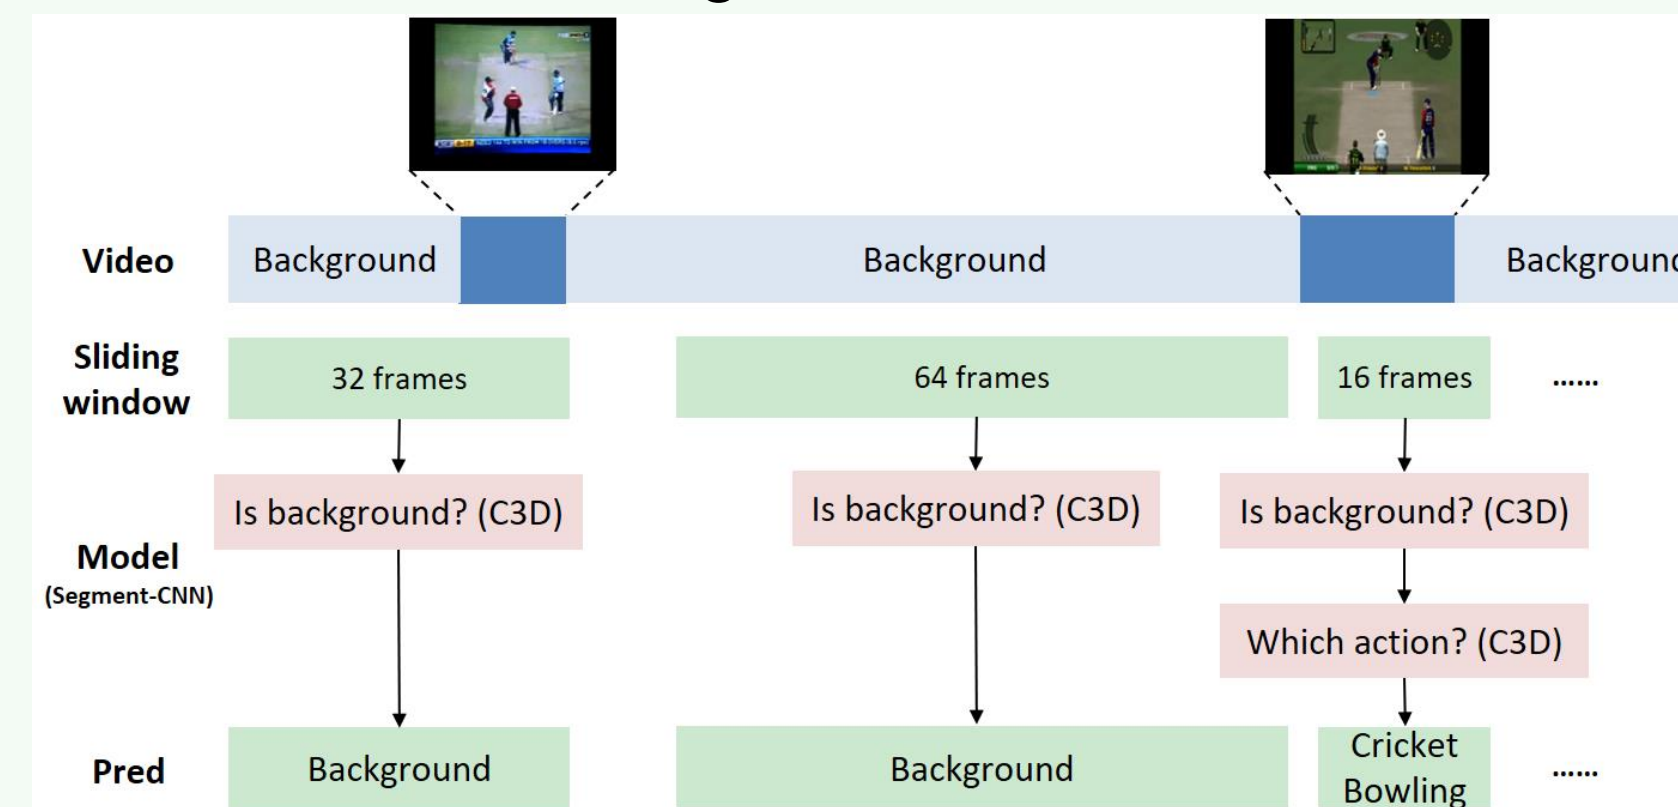 Video
Background
Background
Background
Sliding
window
32 frames
64 frames
16 frames
......
Is background? (C3D)
Is background? (C3D)
Is background? (C3D)
Model
(Segment-CNN)
Which action? (C3D)
Pred
Background
Background
Cricket
Bowling
......